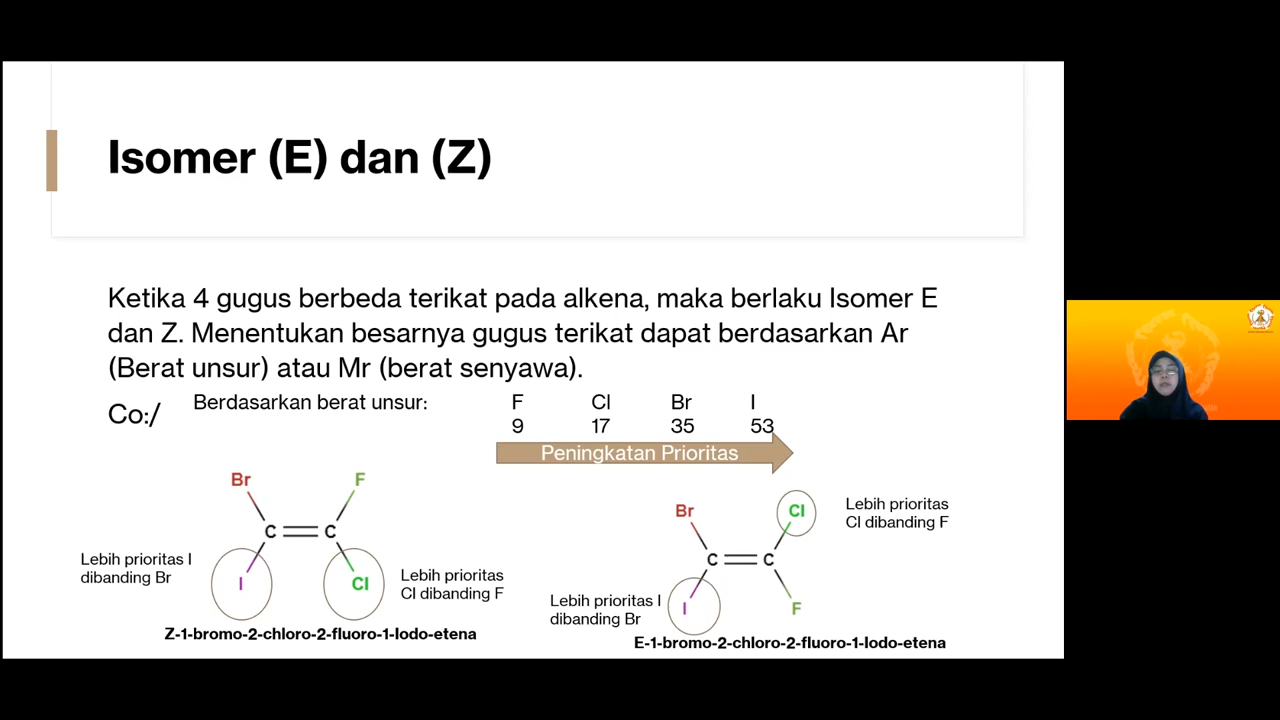 Isomer (E) dan (Z)
Ketika 4 gugus berbeda terikat pada alkena, maka berlaku Isomer E
dan Z. Menentukan besarnya gugus terikat dapat berdasarkan Ar
(Berat unsur) atau Mr (berat senyawa).
Co:/
Berdasarkan berat unsur:
F Cl Br I
9 17 35 53
Peningkatan Prioritas
Br F
C C
I Cl
Lebih prioritas I
dibanding Br
Lebih prioritas
Cl dibanding F
Z-1-bromo-2-chloro-2-fluoro-1-Iodo-etena
Br Cl
C C
I F
Lebih prioritas
Cl dibanding F
Lebih prioritas I
dibanding Br
E-1-bromo-2-chloro-2-fluoro-1-Iodo-etena